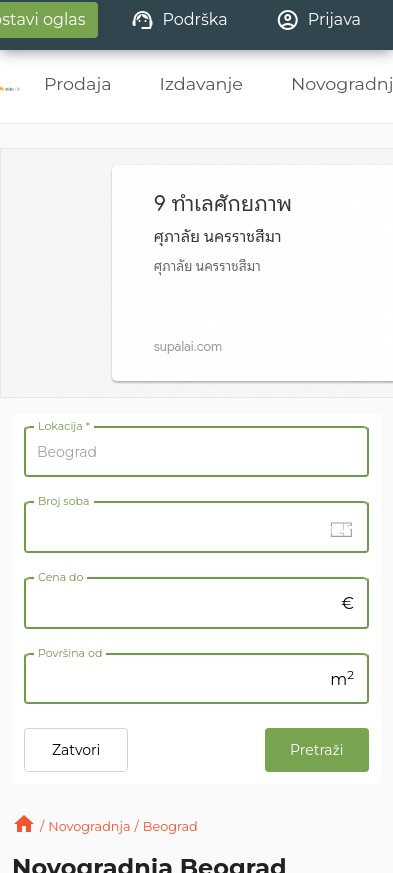 ostavi oglas Podrška Prijava
Prodaja Izdavanje Novogradnj
9 ทำเลศักยภาพ
ศุภาลัย นครราชสีมา
ศุภาลัย นครราชสีมา
supalai.com
Lokacija *
Beograd
Broj soba
Cena do
€
Površina od
m²
Zatvori Pretraži
/ Novogradnja / Beograd
Novogradnja Beograd